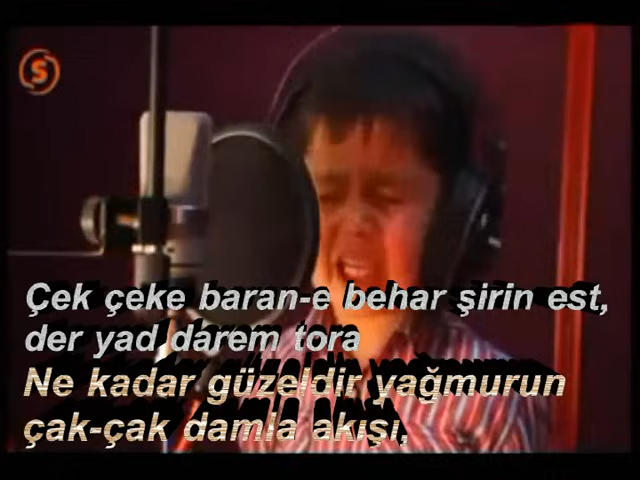 S
Çek çeke baran-e behar şirin est,
der yad darem tora
Ne kadar güzeldir yağmurun
çak-çak damla akışı,